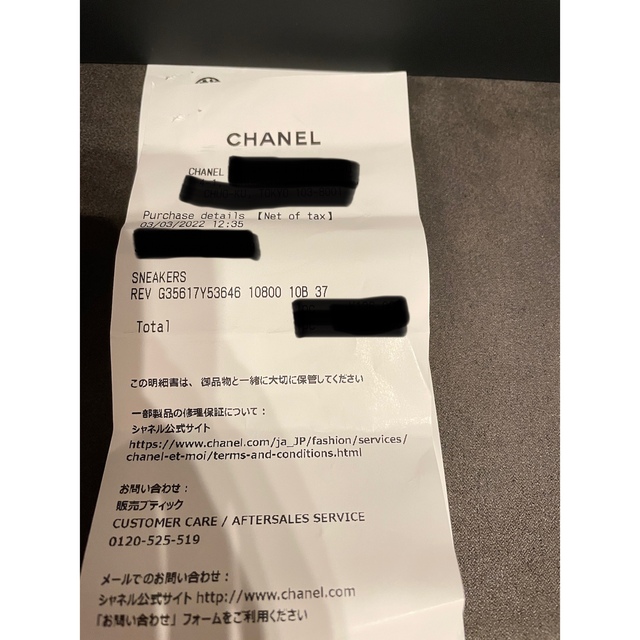 CHANEL
CHANEL
Purchase details 【Net of tax】
03/03/2022 12:35
SNEAKERS
REV G35617Y53646 10800 10B 37
Total
この明細書は、御品物と一緒に大切に保管してください
一部製品の修理保証について：
シャネル公式サイト
https://www.chanel.com/ja_JP/fashion/services/
chanel-et-moi/terms-and-conditions.html
お問い合わせ：
販売ブティック
CUSTOMER CARE / AFTERSALES SERVICE
0120-525-519
メールでのお問い合わせ：
シャネル公式サイト http://www.chanel.com
「お問い合わせ」フォームをご利用ください